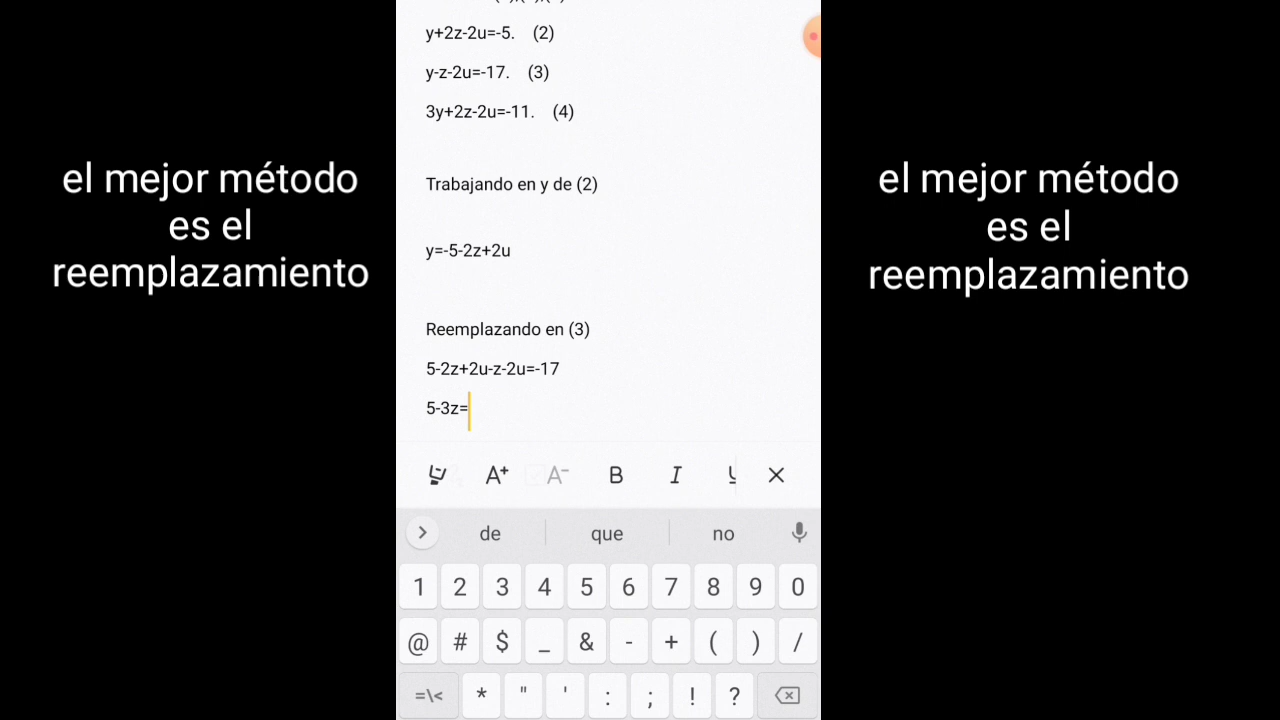 y+2z-2u=-5. (2)
y-z-2u=-17. (3)
3y+2z-2u=-11. (4)
Trabajando en y de (2)
y=-5-2z+2u
Reemplazando en (3)
5-2z+2u-z-2u=-17
5-3z=
el mejor método
es el
reemplazamiento
el mejor método
es el
reemplazamiento
A+ A- B I U
de que no
1 2 3 4 5 6 7 8 9 0
@ # $ _ & - + ( ) /
=\< * " ' : ; ! ?